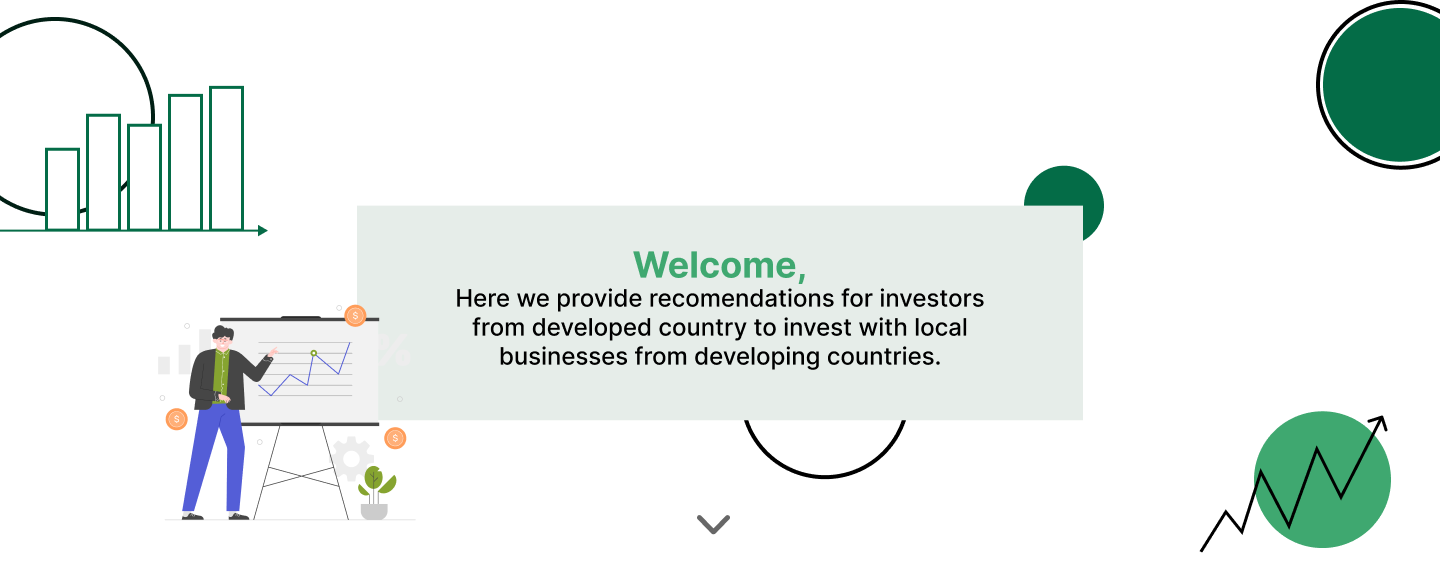 Welcome,
Here we provide recomendations for investors
from developed country to invest with local
businesses from developing countries.
$
%
$
$